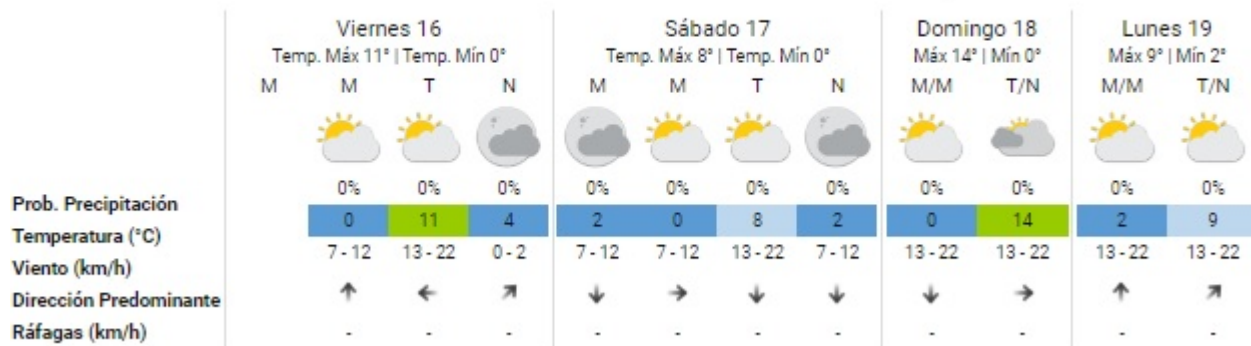 Viernes 16 Sábado 17 Domingo 18 Lunes 19
Temp. Máx 11° | Temp. Mín 0° Temp. Máx 8° | Temp. Mín 0° Máx 14° | Mín 0° Máx 9° | Mín 2°
M M T N M M T N M/M T/N M/M T/N
Prob. Precipitación 0% 0% 0% 0% 0% 0% 0% 0% 0% 0% 0%
Temperatura (°C) 0 11 4 2 0 8 2 0 14 2 9
Viento (km/h) 7 - 12 13 - 22 0 - 2 7 - 12 7 - 12 13 - 22 7 - 12 13 - 22 13 - 22 13 - 22 13 - 22
Dirección Predominante
Ráfagas (km/h) - - - - - - - - - - -